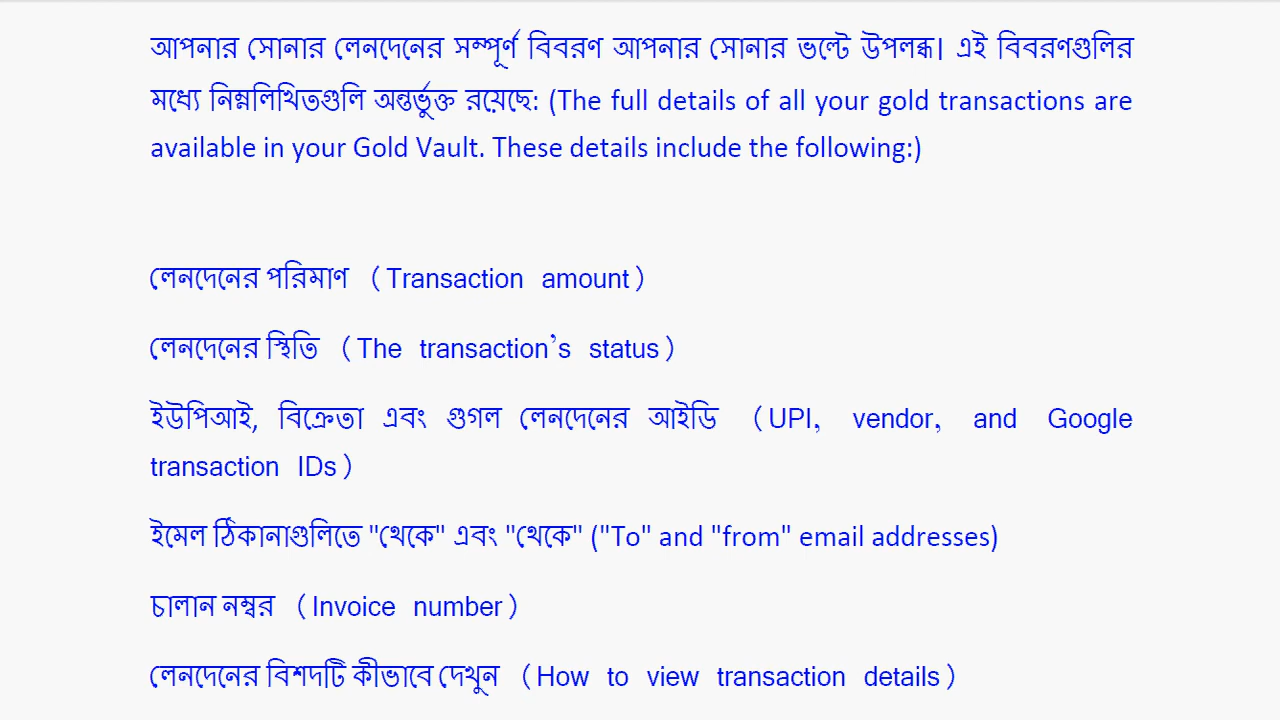 আপনার সোনার লেনদেনের সম্পূর্ণ বিবরণ আপনার সোনার ভল্টে উপলব্ধ। এই বিবরণগুলির
মধ্যে নিম্নলিখিতগুলি অন্তর্ভুক্ত রয়েছে: (The full details of all your gold transactions are
available in your Gold Vault. These details include the following:)
লেনদেনের পরিমাণ (Transaction amount)
লেনদেনের স্থিতি (The transaction’s status)
ইউপিআই, বিক্রেতা এবং গুগল লেনদেনের আইডি (UPI, vendor, and Google
transaction IDs)
ইমেল ঠিকানাগুলিতে "থেকে" এবং "থেকে" ("To" and "from" email addresses)
চালান নম্বর (Invoice number)
লেনদেনের বিশদটি কীভাবে দেখুন (How to view transaction details)